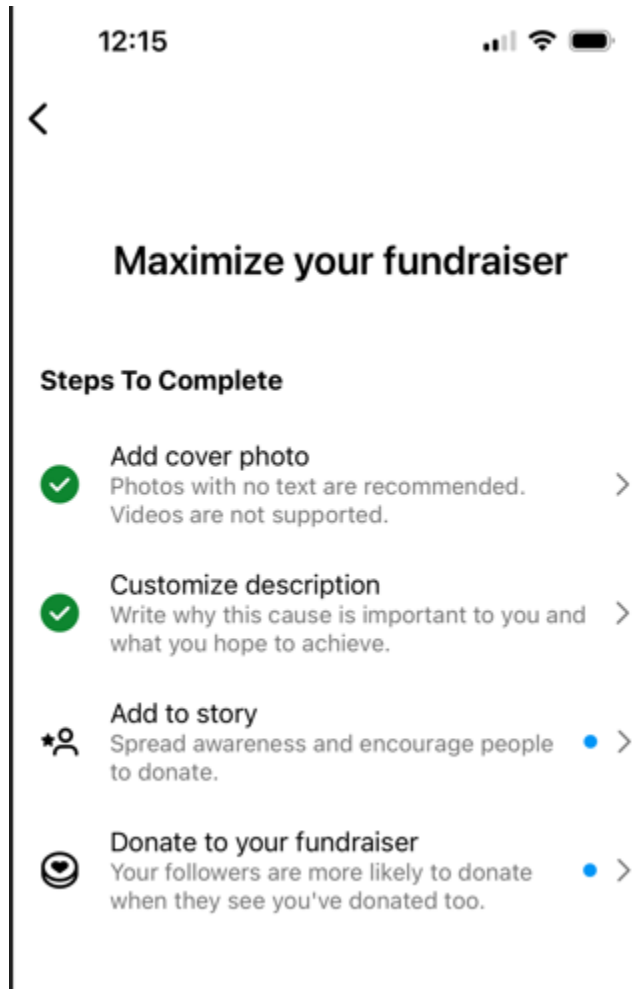 12:15
Maximize your fundraiser
Steps To Complete
Add cover photo
Photos with no text are recommended.
Videos are not supported.
Customize description
Write why this cause is important to you and
what you hope to achieve.
Add to story
Spread awareness and encourage people
to donate.
Donate to your fundraiser
Your followers are more likely to donate
when they see you've donated too.